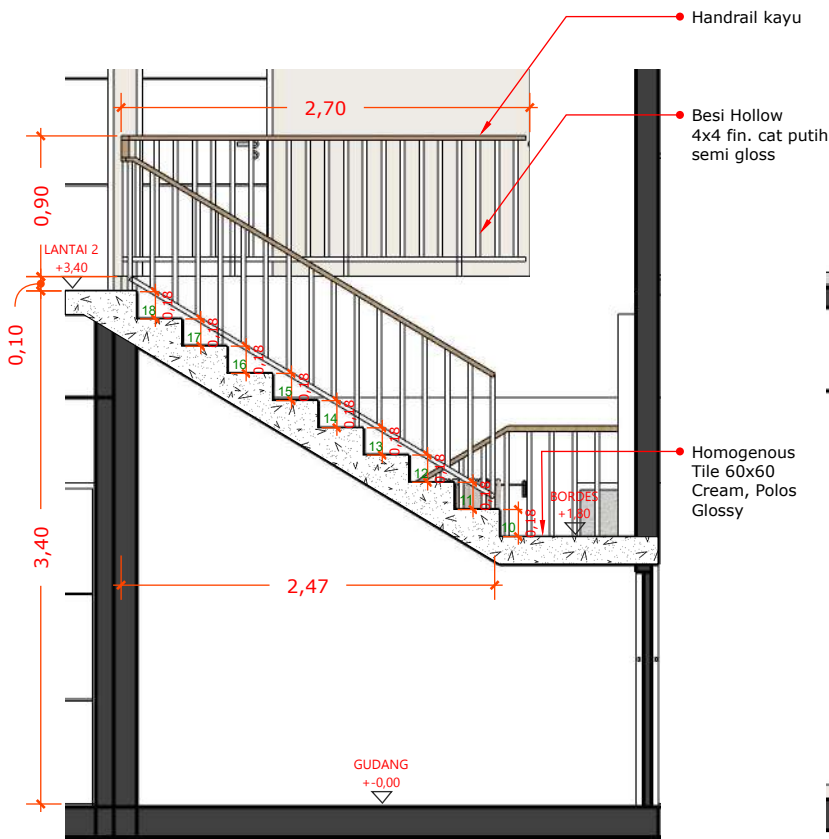 Handrail kayu
2,70
Besi Hollow
4x4 fin. cat putih
semi gloss
0,90
LANTAI 2
+3,40
0,10
18
0,18
17
0,18
16
0,18
15
0,18
14
0,18
13
0,18
12
0,18
11
0,18
10
0,18
Homogenous
Tile 60x60
Cream, Polos
Glossy
BORDES
+1,80
3,40
2,47
GUDANG
+-0,00